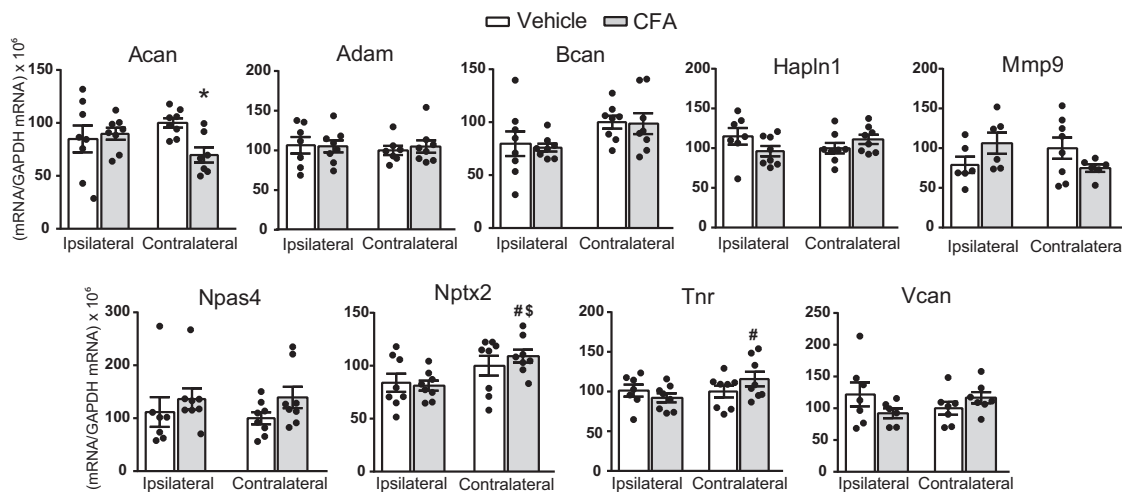 Vehicle CFA
Acan Adam Bcan Hapln1 Mmp9
(mRNA/GAPDH mRNA) x 10⁶
150 100 50 0
*
Ipsilateral Contralateral
200 150 100 50 0
Ipsilateral Contralateral
150 100 50 0
Ipsilateral Contralateral
200 150 100 50 0
Ipsilateral Contralateral
200 150 100 50 0
Ipsilateral Contralateral
Npas4 Nptx2 Tnr Vcan
(mRNA/GAPDH mRNA) x 10⁶
300 200 100 0
Ipsilateral Contralateral
150 100 50 0
# $
Ipsilateral Contralateral
200 150 100 50 0
#
Ipsilateral Contralateral
250 200 150 100 50 0
Ipsilateral Contralateral